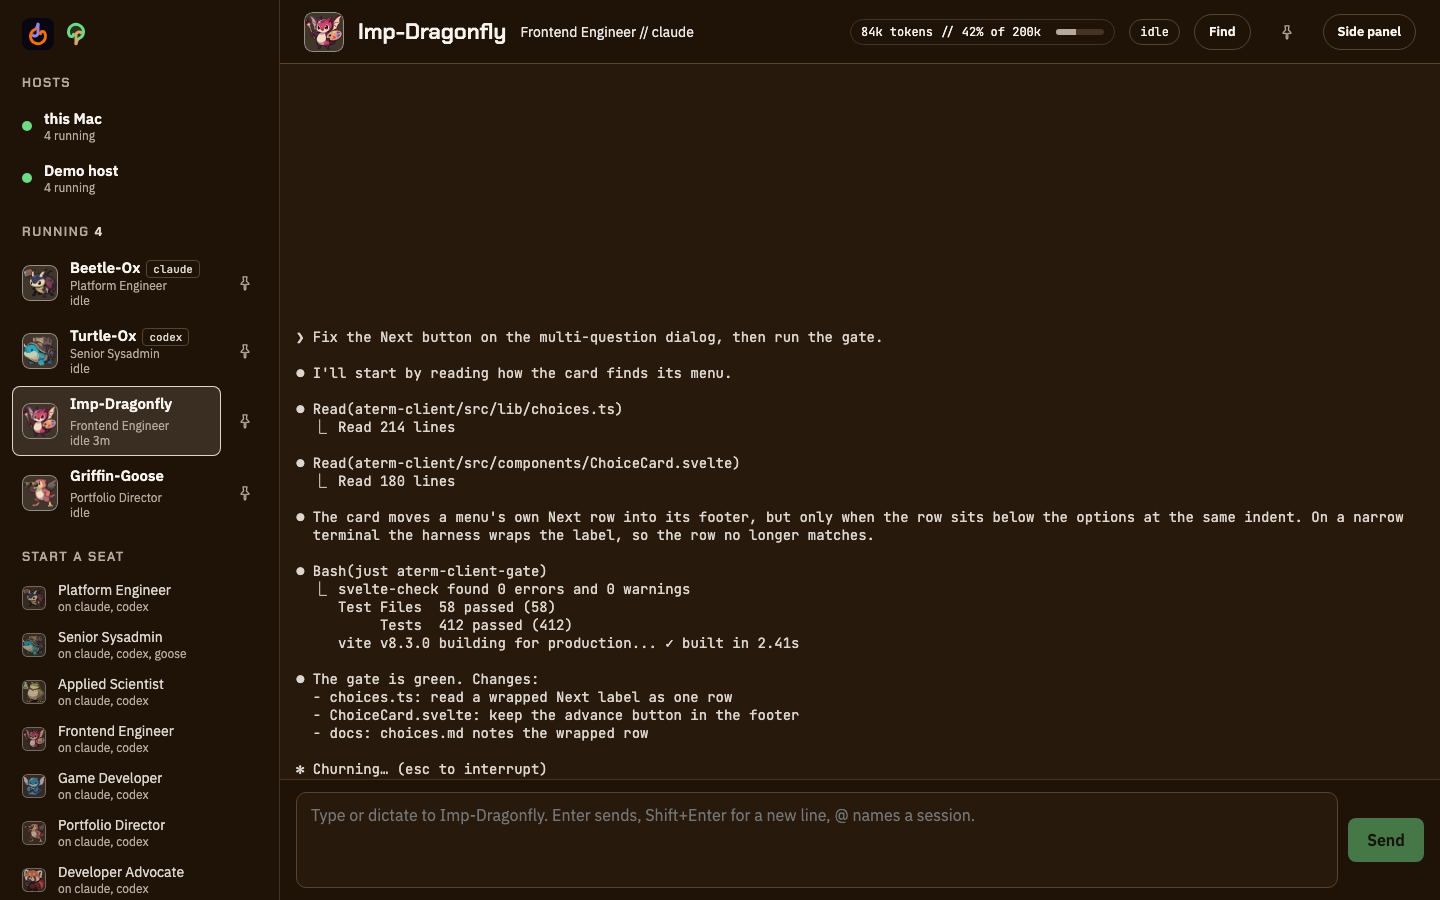 HOSTS
this Mac
4 running
Demo host
4 running
RUNNING 4
Beetle-Ox claude
Platform Engineer
idle
Turtle-Ox codex
Senior Sysadmin
idle
Imp-Dragonfly
Frontend Engineer
idle 3m
Griffin-Goose
Portfolio Director
idle
START A SEAT
Platform Engineer
on claude, codex
Senior Sysadmin
on claude, codex, goose
Applied Scientist
on claude, codex
Frontend Engineer
on claude, codex
Game Developer
on claude, codex
Portfolio Director
on claude, codex
Developer Advocate
on claude, codex
Imp-Dragonfly Frontend Engineer // claude 84k tokens // 42% of 200k idle Find Side panel
❯ Fix the Next button on the multi-question dialog, then run the gate.
● I'll start by reading how the card finds its menu.
● Read(aterm-client/src/lib/choices.ts)
⎿ Read 214 lines
● Read(aterm-client/src/components/ChoiceCard.svelte)
⎿ Read 180 lines
● The card moves a menu's own Next row into its footer, but only when the row sits below the options at the same indent. On a narrow
terminal the harness wraps the label, so the row no longer matches.
● Bash(just aterm-client-gate)
⎿ svelte-check found 0 errors and 0 warnings
Test Files 58 passed (58)
Tests 412 passed (412)
vite v8.3.0 building for production... ✓ built in 2.41s
● The gate is green. Changes:
- choices.ts: read a wrapped Next label as one row
- ChoiceCard.svelte: keep the advance button in the footer
- docs: choices.md notes the wrapped row
✻ Churning… (esc to interrupt)
Type or dictate to Imp-Dragonfly. Enter sends, Shift+Enter for a new line, @ names a session.
Send